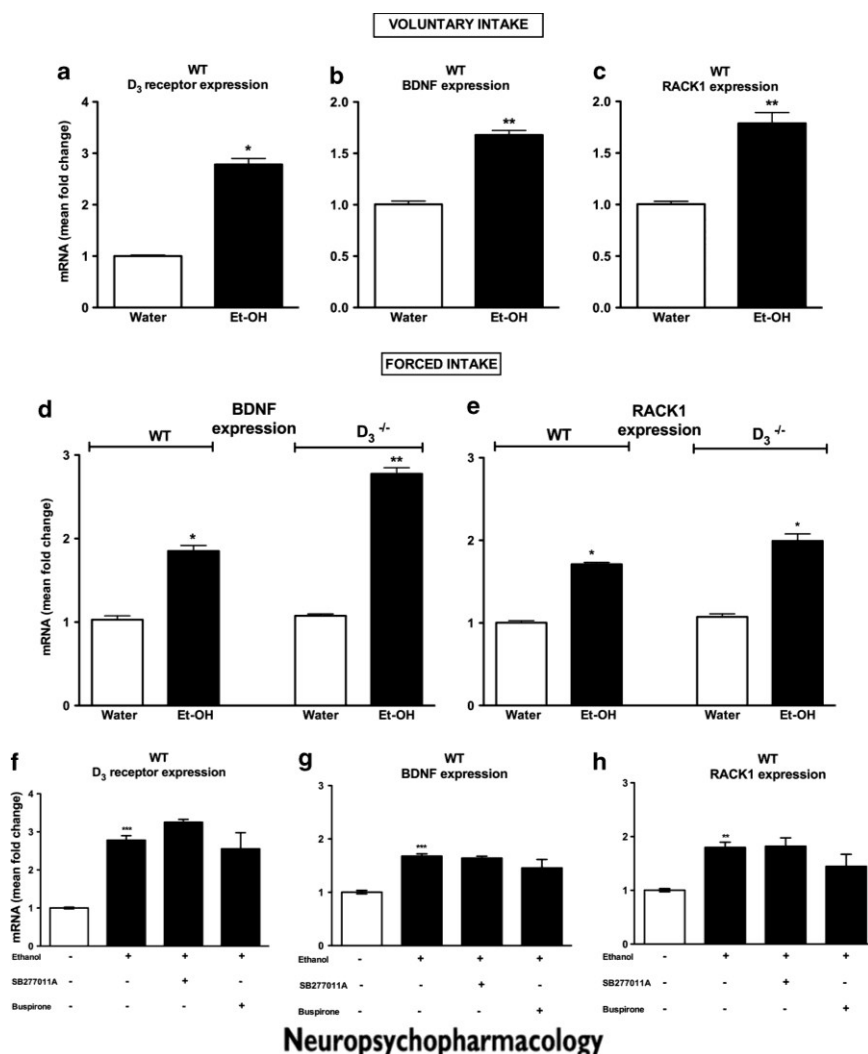 VOLUNTARY INTAKE
a
WT
D3 receptor expression
mRNA (mean fold change)
4
3
2
1
0
*
Water Et-OH
b
WT
BDNF expression
2.0
1.5
1.0
0.5
0.0
**
Water Et-OH
c
WT
RACK1 expression
2.0
1.5
1.0
0.5
0.0
**
Water Et-OH
FORCED INTAKE
d
BDNF
expression
WT D3 -/-
mRNA (mean fold change)
3
2
1
0
*
**
Water Et-OH Water Et-OH
e
RACK1
expression
WT D3 -/-
3
2
1
0
*
*
Water Et-OH Water Et-OH
f
WT
D3 receptor expression
mRNA (mean fold change)
4
3
2
1
0
***
Ethanol - + + +
SB277011A - - + -
Buspirone - - - +
g
WT
BDNF expression
3
2
1
0
***
Ethanol - + + +
SB277011A - - + -
Buspirone - - - +
h
WT
RACK1 expression
3
2
1
0
**
Ethanol - + + +
SB277011A - - + -
Buspirone - - - +
Neuropsychopharmacology